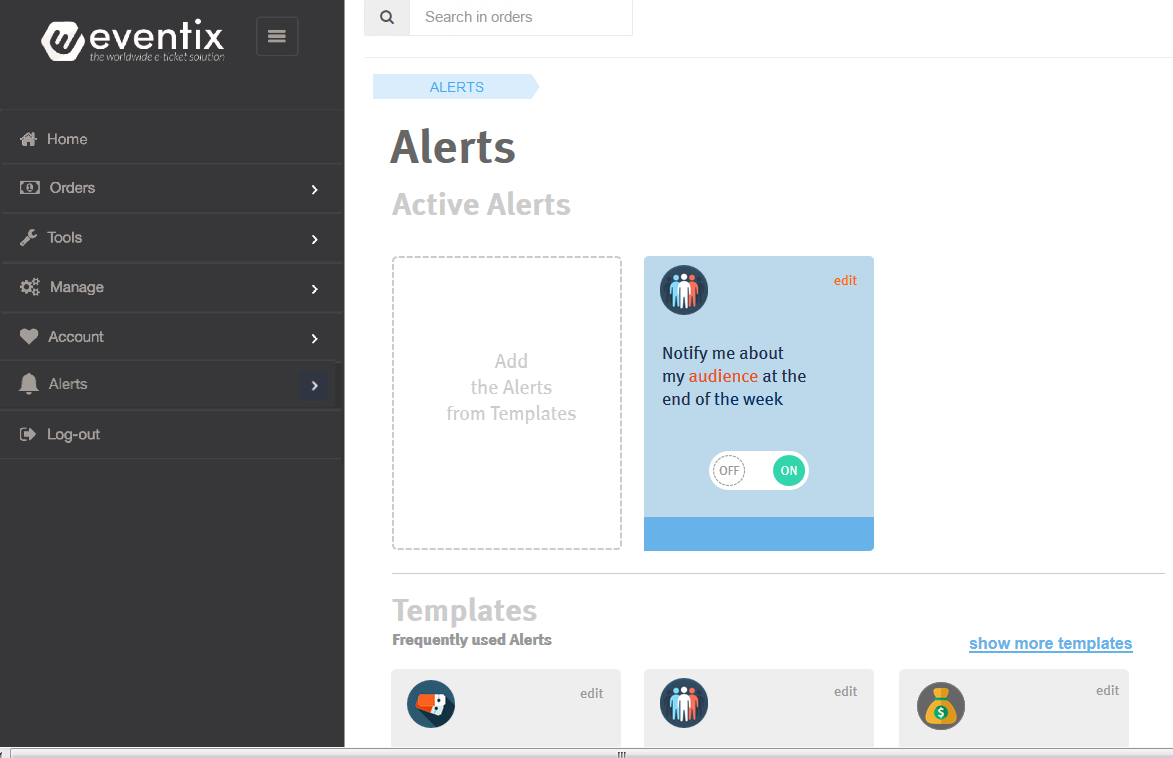 eventix
the worldwide e-ticket solution
Home
Orders
Tools
Manage
Account
Alerts
Log-out
Search in orders
ALERTS
Alerts
Active Alerts
Add
the Alerts
from Templates
edit
Notify me about
my audience at the
end of the week
OFF ON
Templates
Frequently used Alerts
show more templates
edit
edit
edit
$